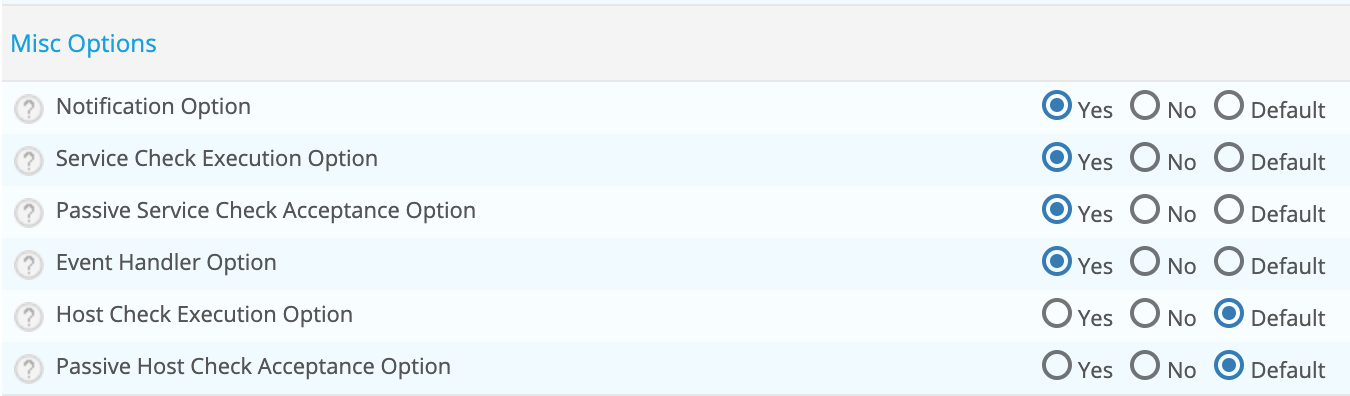 Misc Options
? Notification Option Yes No Default
? Service Check Execution Option Yes No Default
? Passive Service Check Acceptance Option Yes No Default
? Event Handler Option Yes No Default
? Host Check Execution Option Yes No Default
? Passive Host Check Acceptance Option Yes No Default